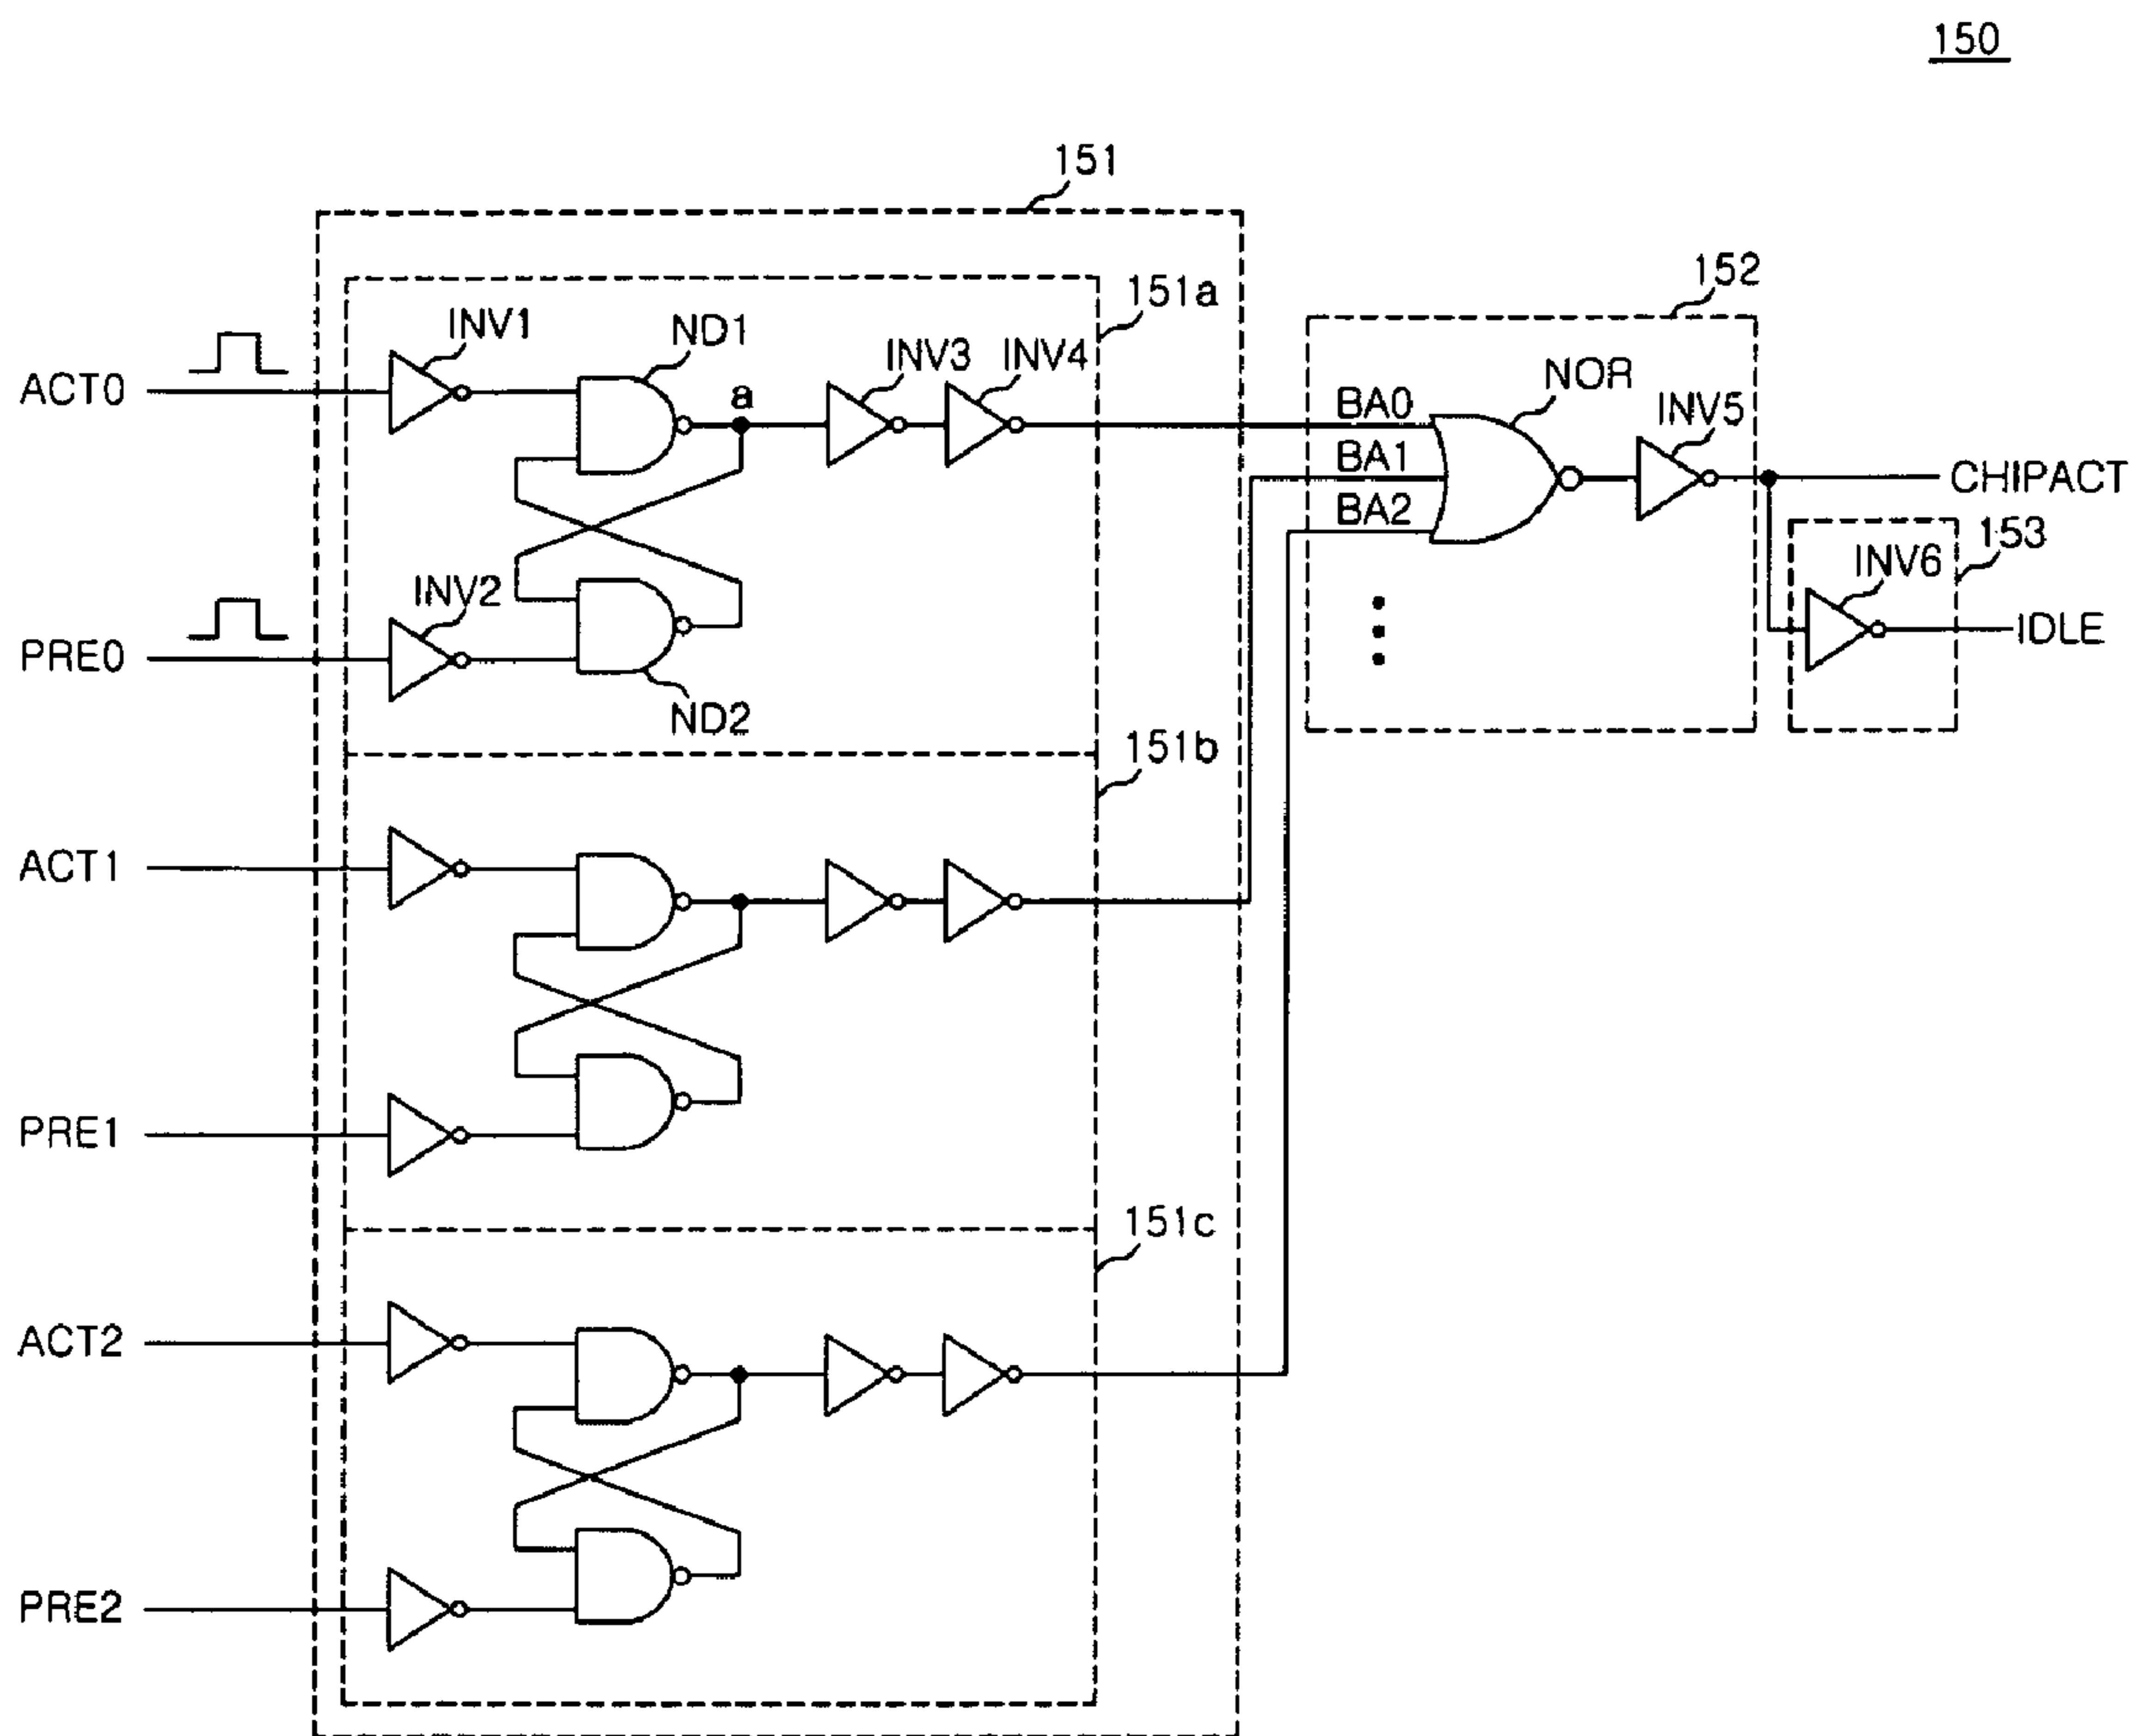 150
151
152
151a
INV1
ND1
INV3
INV4
NOR
ACT0
a
BA0
INV5
BA1
CHIPACT
BA2
153
INV6
INV2
IDLE
PRE0
ND2
151b
ACT1
PRE1
151c
ACT2
PRE2